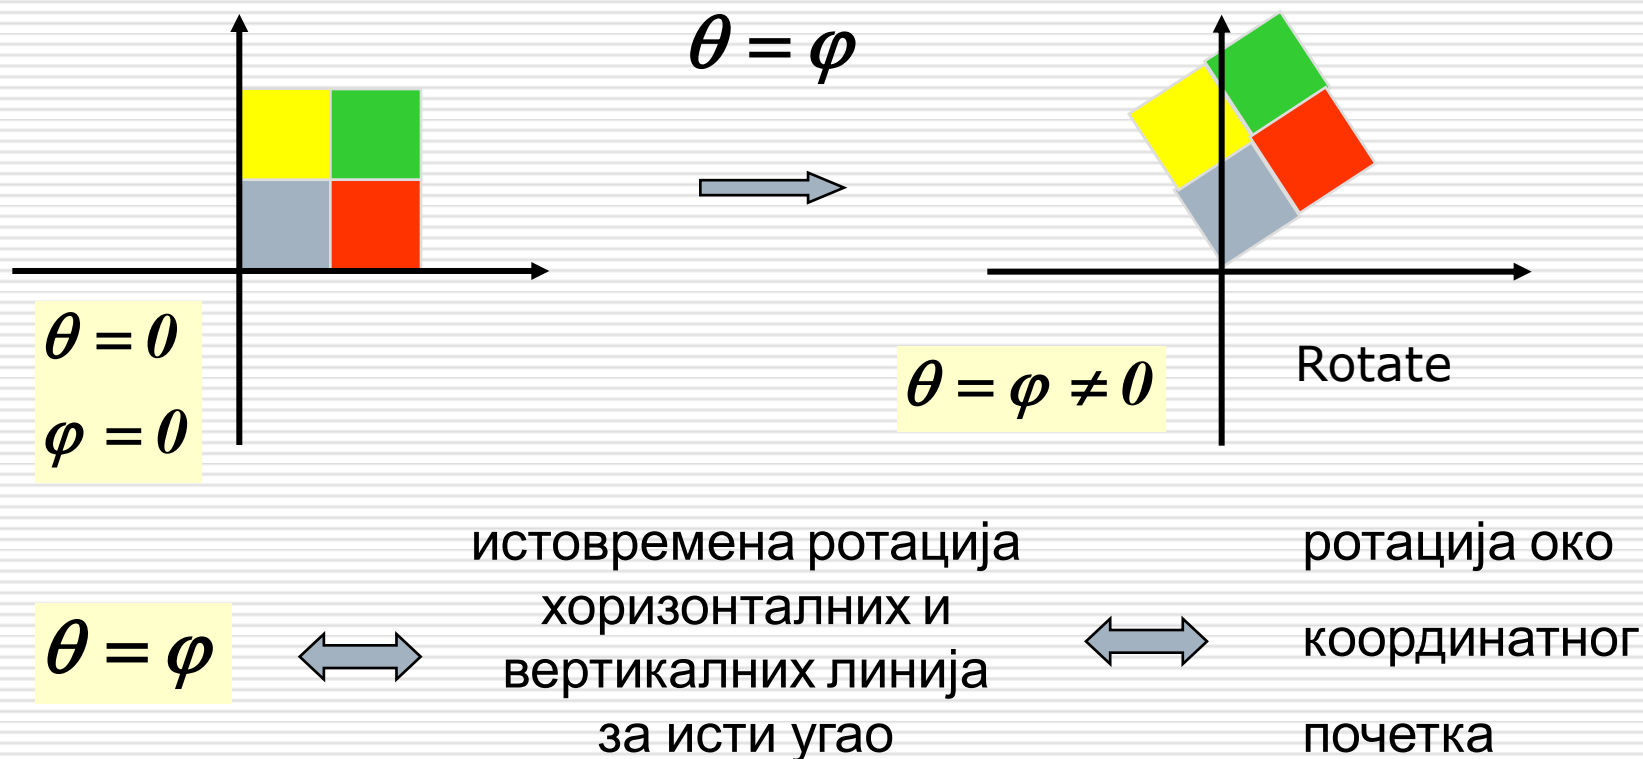 θ = φ
θ = 0
φ = 0
θ = φ ≠ 0
Rotate
θ = φ
истовремена ротација
хоризонталних и
вертикалних линија
за исти угао
ротација око
координатног
почетка